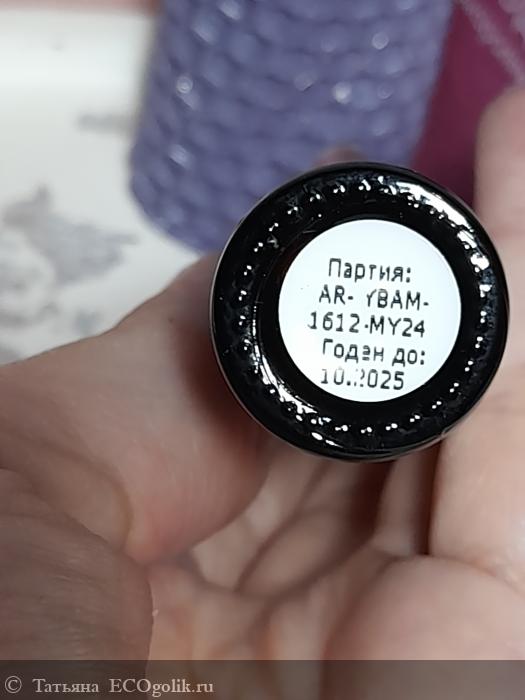 Партия:
AR- YBAM-
1612-MY24
Годен до:
10.2025
© Татьяна ECOgolik.ru